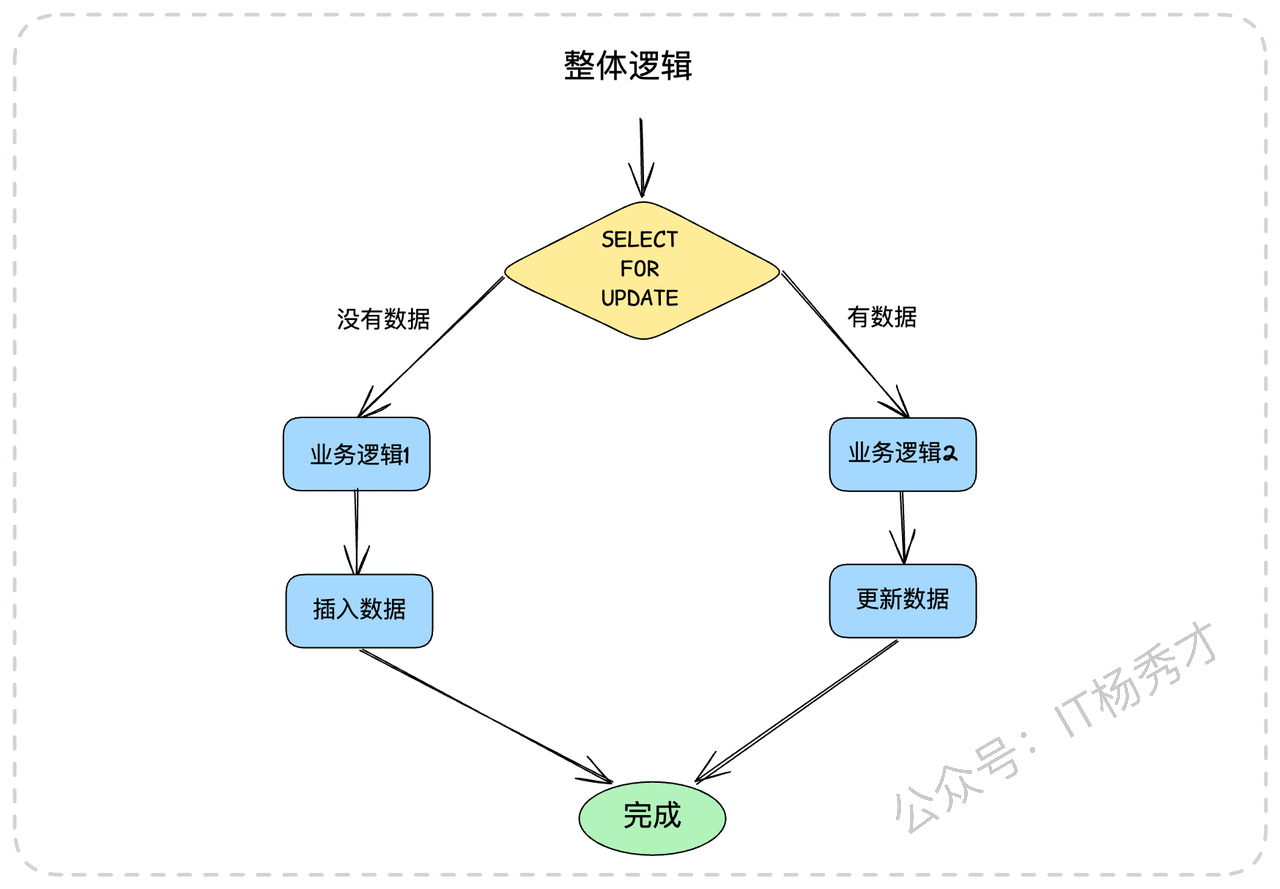 整体逻辑
SELECT
FOR
UPDATE
没有数据
有数据
业务逻辑1
业务逻辑2
插入数据
更新数据
完成
公众号：IT杨秀才